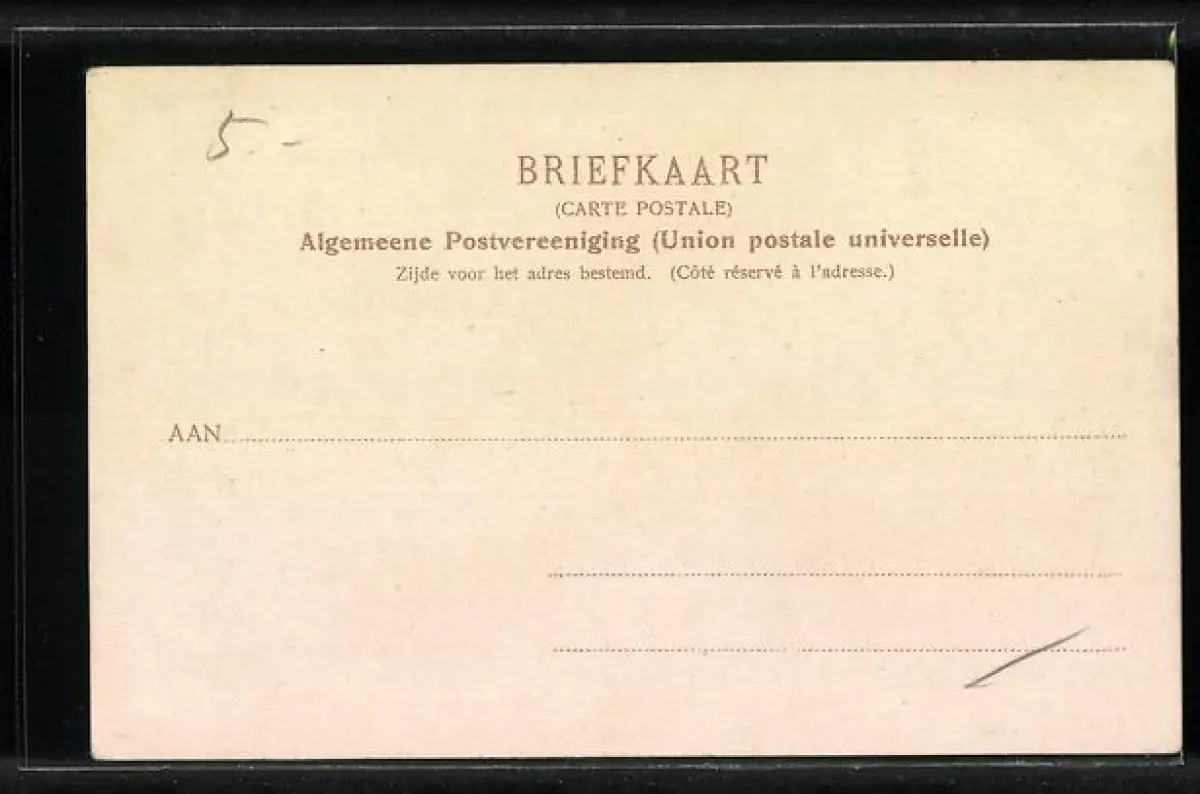 5.-
BRIEFKAART
(CARTE POSTALE)
Algemeene Postvereeniging (Union postale universelle)
Zijde voor het adres bestemd. (Côté réservé à l'adresse.)
AAN